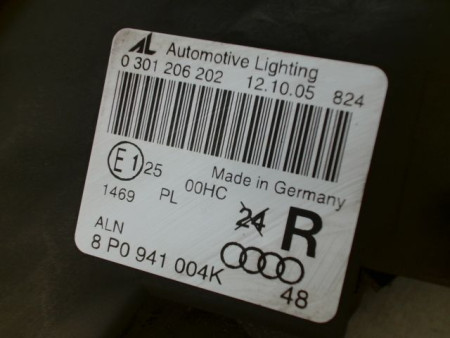 AL Automotive Lighting
0 301 206 202 12.10.05 824
E1 25 Made in Germany
1469 PL 00HC
24 R
ALN
8 P0 941 004K
48